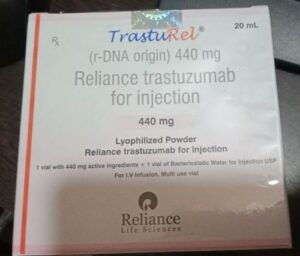 TrastuRel®
20 mL
Rx
(r-DNA origin) 440 mg
Reliance trastuzumab
for injection
440 mg
Lyophilized Powder
Reliance trastuzumab for injection
1 vial with 440 mg active ingredients + 1 vial of Bacteriostatic Water for injection USP
For I.V Infusion, Multi use vial
Reliance
Life Sciences